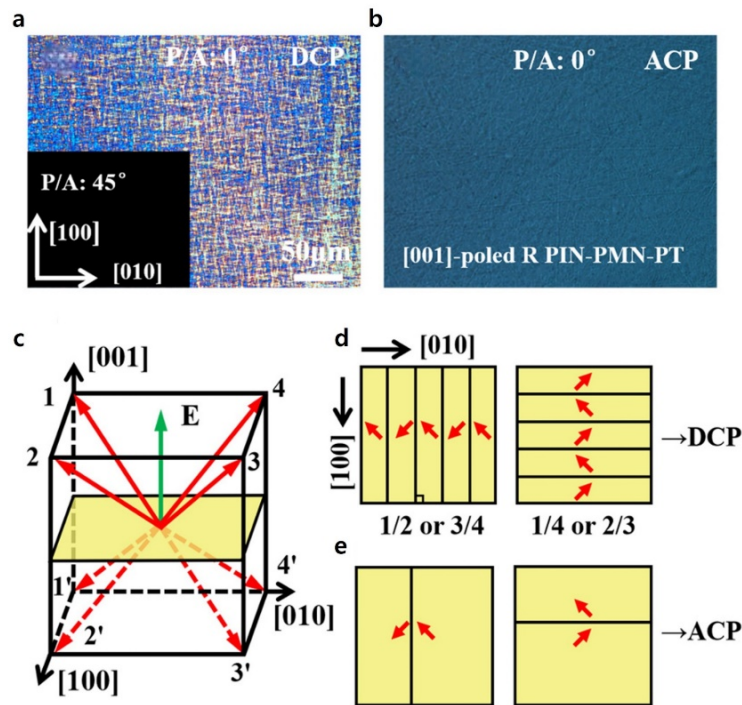 a
P/A: 0° DCP
P/A: 45°
[100]
[010]
50μm
b
P/A: 0° ACP
[001]-poled R PIN-PMN-PT
c
[001]
1
4
E
2
3
1'
4'
[010]
2'
[100]
3'
d
[010]
[100]
→DCP
1/2 or 3/4
1/4 or 2/3
e
→ACP